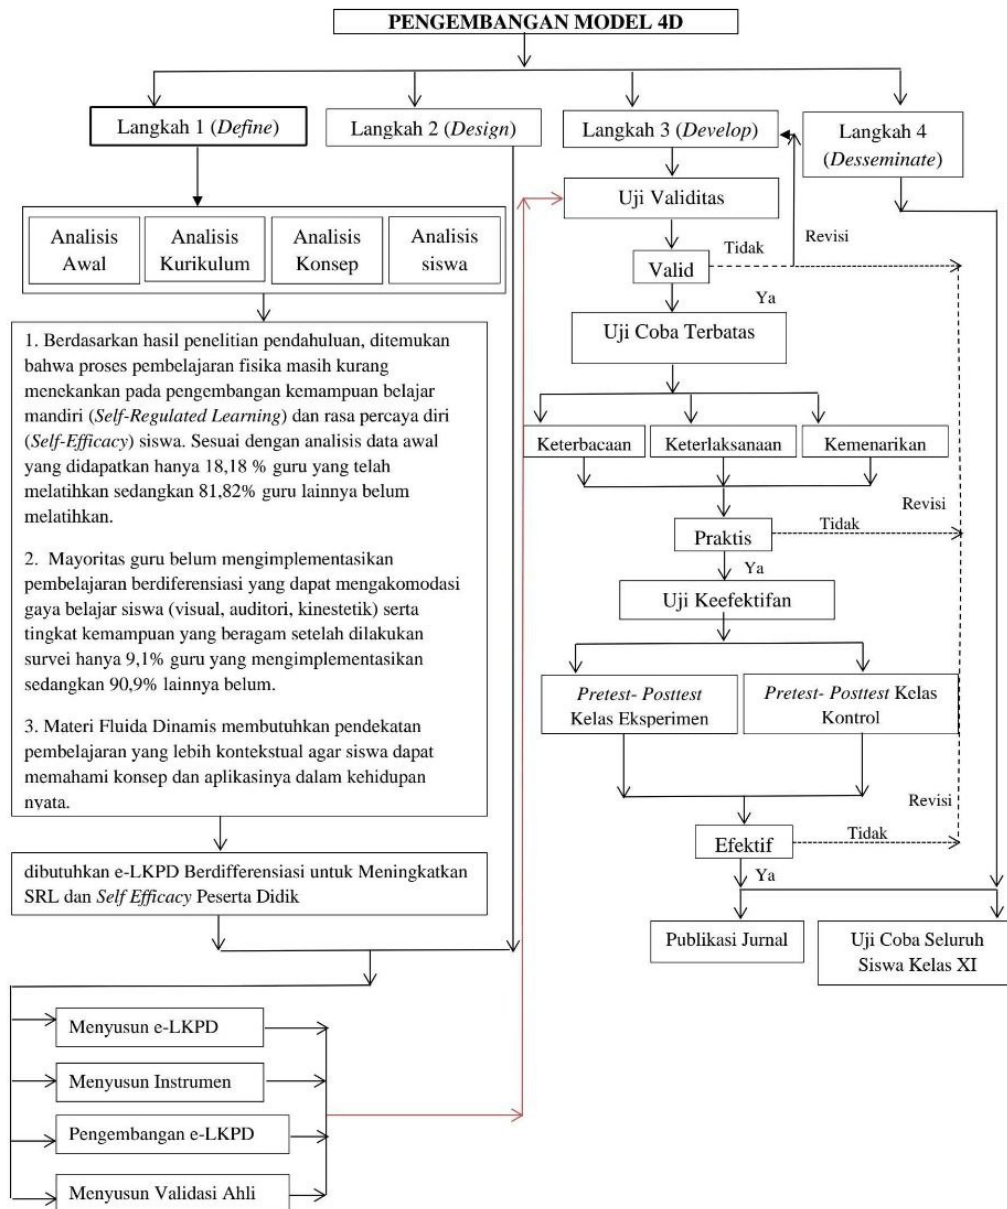 PENGEMBANGAN MODEL 4D
Langkah 1 (Define)
Langkah 2 (Design)
Langkah 3 (Develop)
Langkah 4
(Desseminate)
Analisis
Awal
Analisis
Kurikulum
Analisis
Konsep
Analisis
siswa
1. Berdasarkan hasil penelitian pendahuluan, ditemukan
bahwa proses pembelajaran fisika masih kurang
menekankan pada pengembangan kemampuan belajar
mandiri (Self-Regulated Learning) dan rasa percaya diri
(Self-Efficacy) siswa. Sesuai dengan analisis data awal
yang didapatkan hanya 18,18 % guru yang telah
melatihkan sedangkan 81,82% guru lainnya belum
melatihkan.
2. Mayoritas guru belum mengimplementasikan
pembelajaran berdiferensiasi yang dapat mengakomodasi
gaya belajar siswa (visual, auditori, kinestetik) serta
tingkat kemampuan yang beragam setelah dilakukan
survei hanya 9,1% guru yang mengimplementasikan
sedangkan 90,9% lainnya belum.
3. Materi Fluida Dinamis membutuhkan pendekatan
pembelajaran yang lebih kontekstual agar siswa dapat
memahami konsep dan aplikasinya dalam kehidupan
nyata.
dibutuhkan e-LKPD Berdifferensiasi untuk Meningkatkan
SRL dan Self Efficacy Peserta Didik
Menyusun e-LKPD
Menyusun Instrumen
Pengembangan e-LKPD
Menyusun Validasi Ahli
Uji Validitas
Valid
Tidak
Revisi
Ya
Uji Coba Terbatas
Keterbacaan
Keterlaksanaan
Kemenarikan
Revisi
Praktis
Tidak
Ya
Uji Keefektifan
Pretest- Posttest
Kelas Eksperimen
Pretest- Posttest Kelas
Kontrol
Revisi
Efektif
Tidak
Ya
Publikasi Jurnal
Uji Coba Seluruh
Siswa Kelas XI